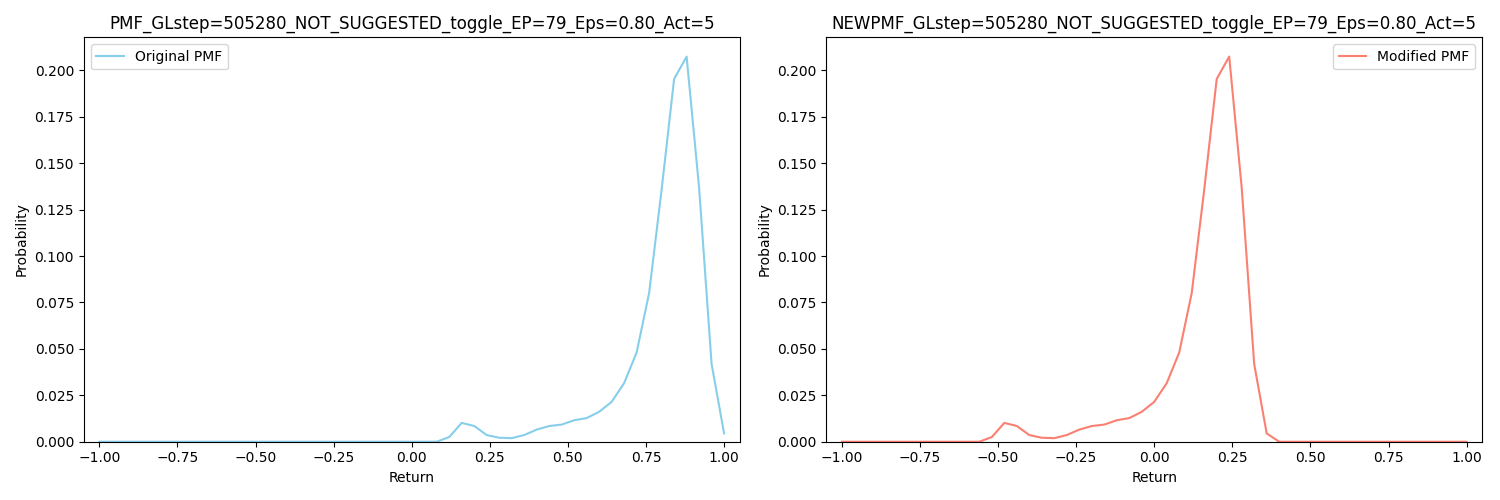 PMF_GLstep=505280_NOT_SUGGESTED_toggle_EP=79_Eps=0.80_Act=5
Original PMF
Probability
0.200
0.175
0.150
0.125
0.100
0.075
0.050
0.025
0.000
−1.00 −0.75 −0.50 −0.25 0.00 0.25 0.50 0.75 1.00
Return
NEWPMF_GLstep=505280_NOT_SUGGESTED_toggle_EP=79_Eps=0.80_Act=5
Modified PMF
Probability
0.200
0.175
0.150
0.125
0.100
0.075
0.050
0.025
0.000
−1.00 −0.75 −0.50 −0.25 0.00 0.25 0.50 0.75 1.00
Return